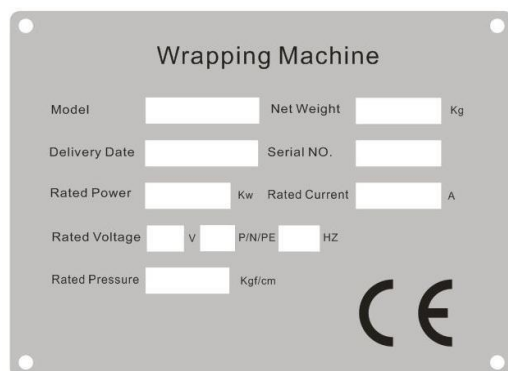 Wrapping Machine
Model Net Weight Kg
Delivery Date Serial NO.
Rated Power Kw Rated Current A
Rated Voltage V P/N/PE HZ
Rated Pressure Kgf/cm
CE